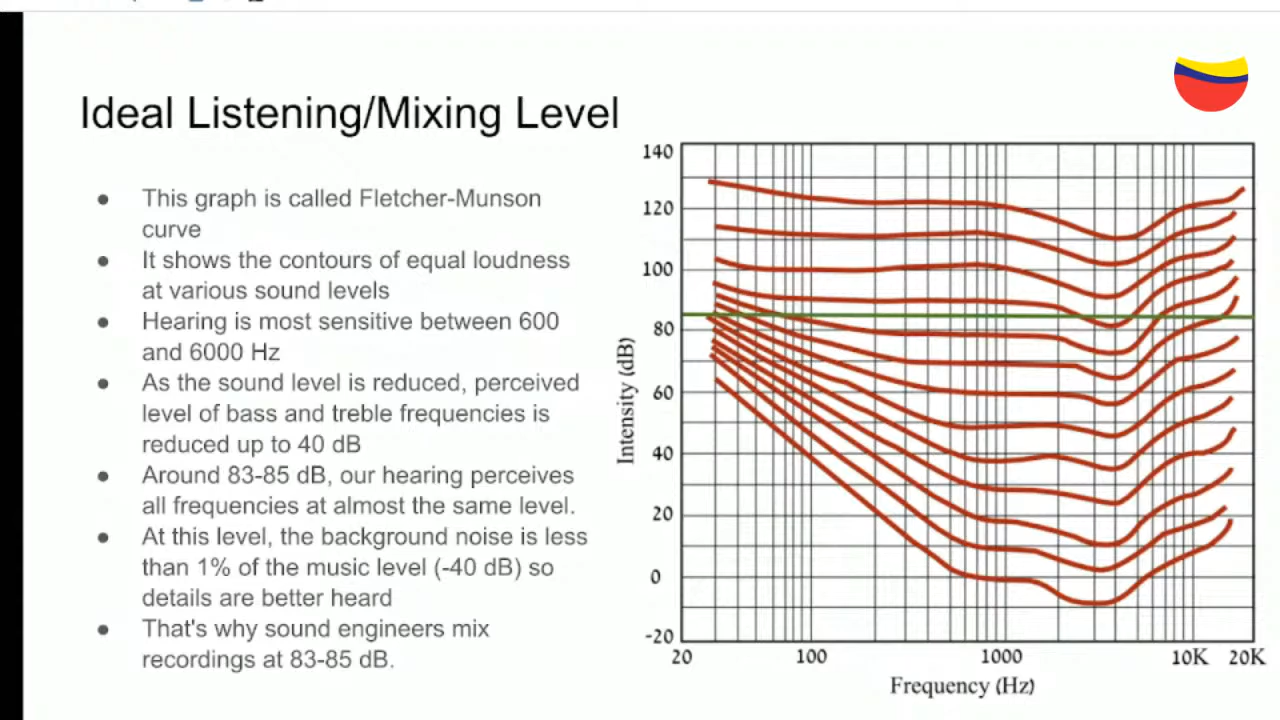 Ideal Listening/Mixing Level
● This graph is called Fletcher-Munson
curve
● It shows the contours of equal loudness
at various sound levels
● Hearing is most sensitive between 600
and 6000 Hz
● As the sound level is reduced, perceived
level of bass and treble frequencies is
reduced up to 40 dB
● Around 83-85 dB, our hearing perceives
all frequencies at almost the same level.
● At this level, the background noise is less
than 1% of the music level (-40 dB) so
details are better heard
● That's why sound engineers mix
recordings at 83-85 dB.
140
120
100
80
60
40
20
0
-20
Intensity (dB)
20 100 1000 10K 20K
Frequency (Hz)